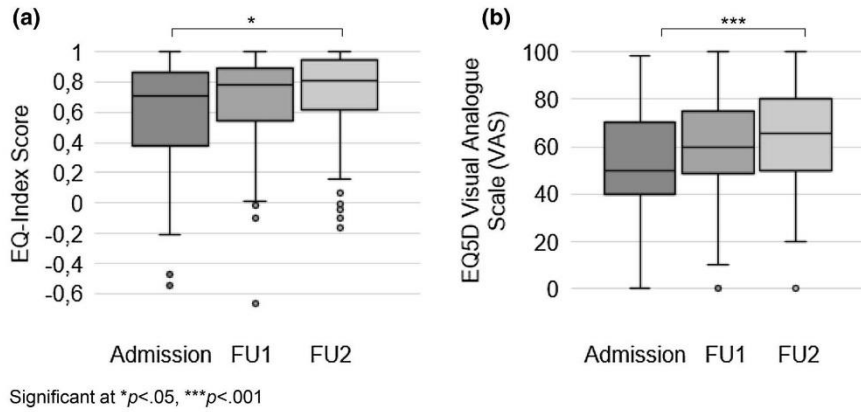 (a)
*
EQ-Index Score
1
0,8
0,6
0,4
0,2
0
-0,2
-0,4
-0,6
Admission FU1 FU2
(b)
***
EQ5D Visual Analogue
Scale (VAS)
100
80
60
40
20
0
Admission FU1 FU2
Significant at *p<.05, ***p<.001